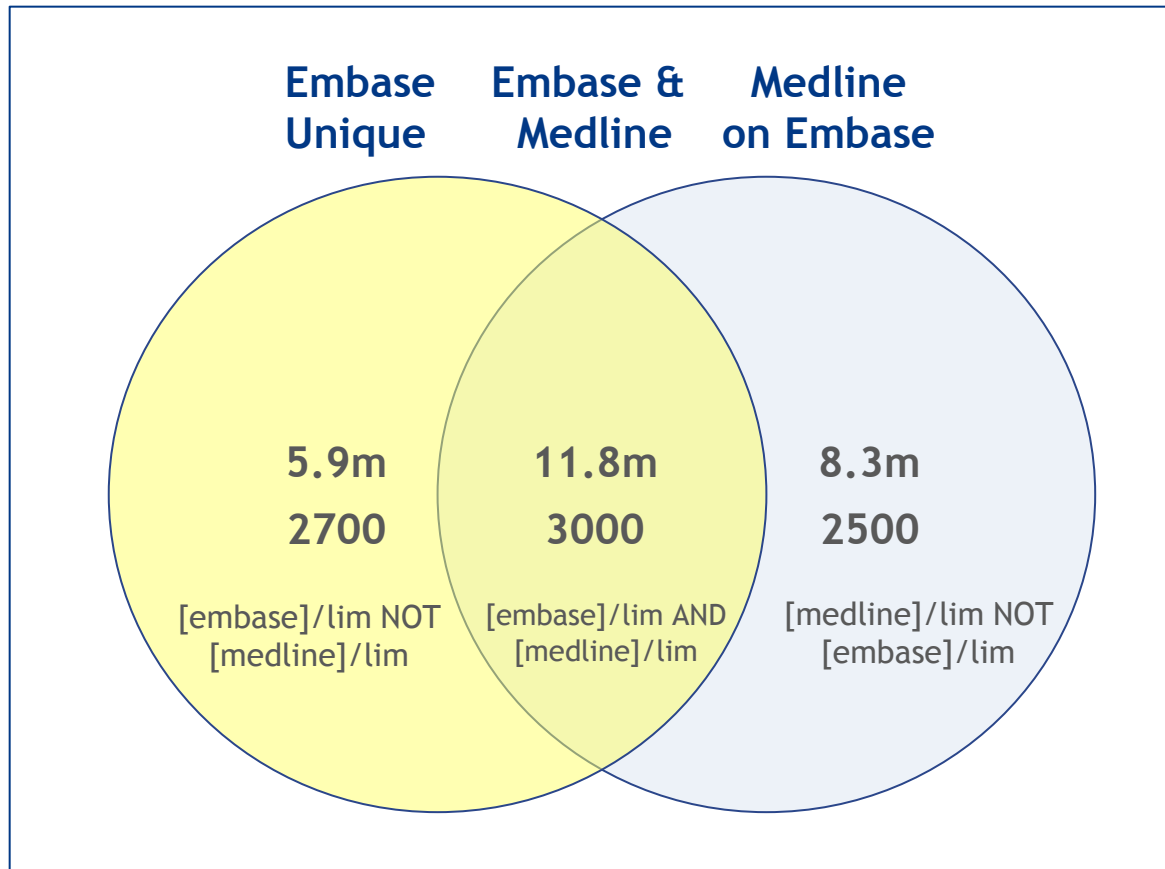 Embase
Unique
Embase &
Medline
Medline
on Embase
5.9m
2700
[embase]/lim NOT
[medline]/lim
11.8m
3000
[embase]/lim AND
[medline]/lim
8.3m
2500
[medline]/lim NOT
[embase]/lim